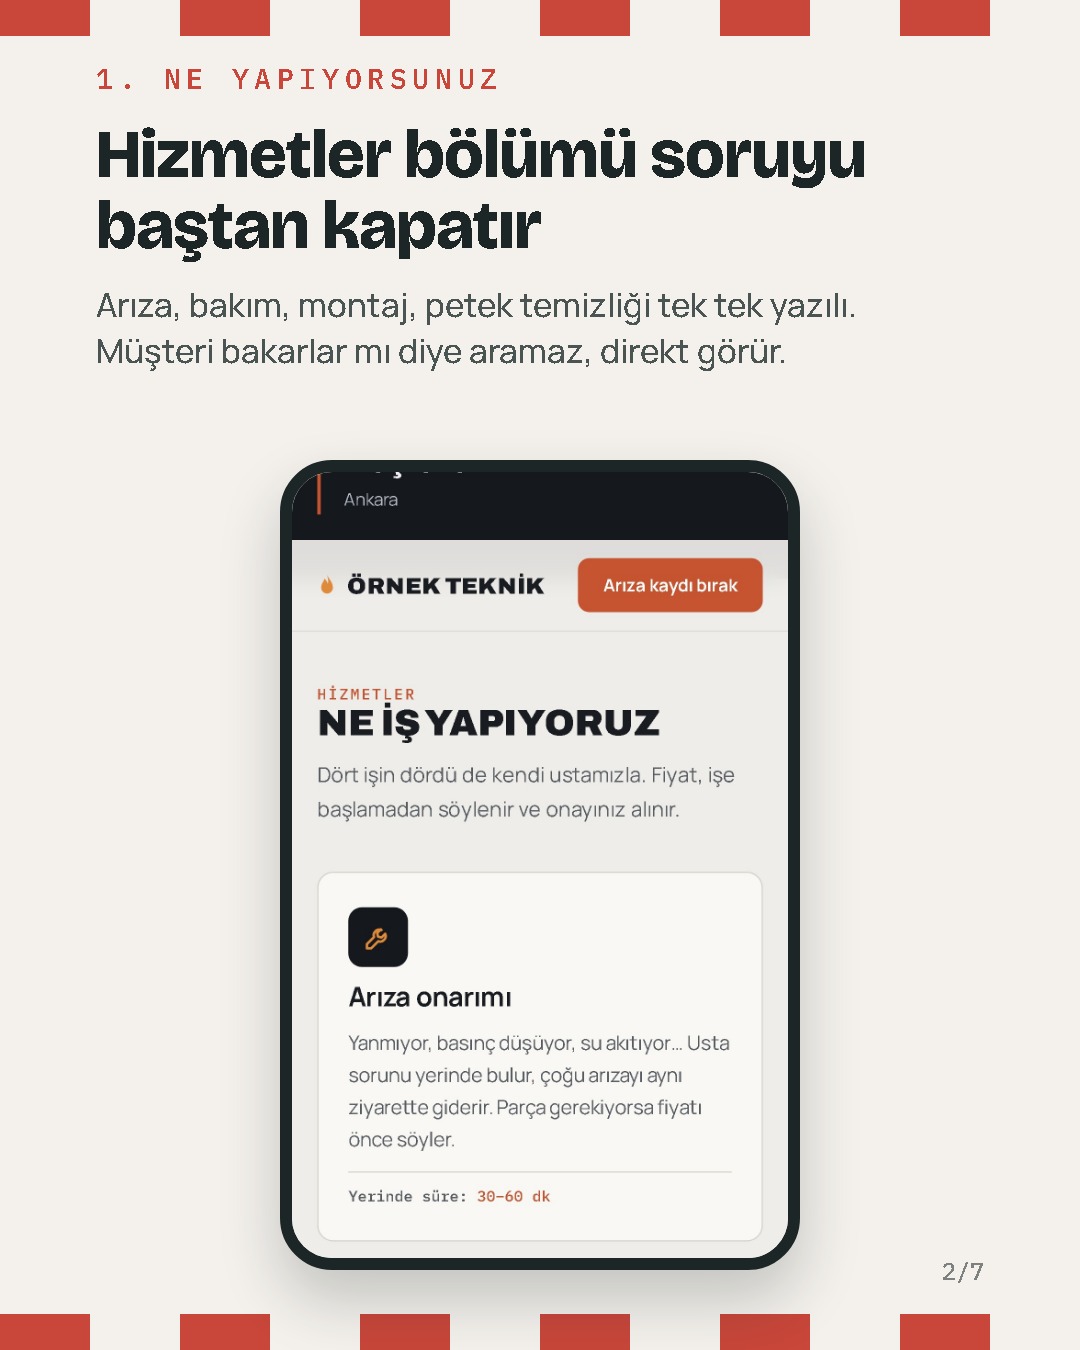 1. NE YAPIYORSUNUZ
Hizmetler bölümü soruyu
baştan kapatır
Arıza, bakım, montaj, petek temizliği tek tek yazılı.
Müşteri bakarlar mı diye aramaz, direkt görür.
Ankara
ÖRNEK TEKNİK
Arıza kaydı bırak
HİZMETLER
NE İŞ YAPIYORUZ
Dört işin dördü de kendi ustamızla. Fiyat, işe
başlamadan söylenir ve onayınız alınır.
Arıza onarımı
Yanmıyor, basınç düşüyor, su akıtıyor... Usta
sorunu yerinde bulur, çoğu arızayı aynı
ziyarette giderir. Parça gerekiyorsa fiyatı
önce söyler.
Yerinde süre: 30–60 dk
2/7